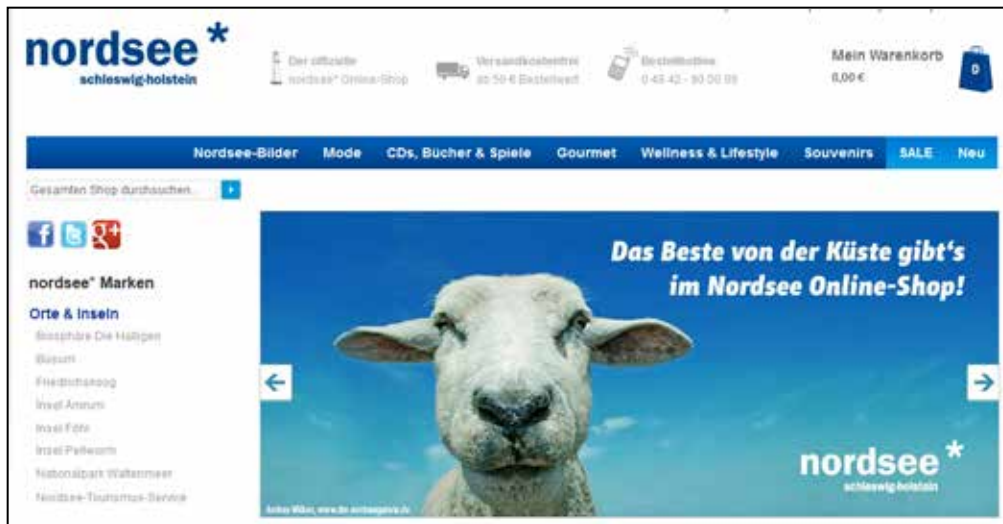 nordsee*
schleswig-holstein
Der offizielle
nordsee* Online-Shop
Versandkostenfrei
ab 50 € Bestellwert
Bestellhotline
Mein Warenkorb
0,00 €
0
Nordsee-Bilder Mode CDs, Bücher & Spiele Gourmet Wellness & Lifestyle Souvenirs SALE Neu
Gesamten Shop durchsuchen...
nordsee* Marken
Orte & Inseln
Biosphäre Die Halligen
Büsum
Friedrichskoog
Insel Amrum
Insel Föhr
Insel Pellworm
Nationalpark Wattenmeer
Nordsee-Tourismus-Service
Das Beste von der Küste gibt's
im Nordsee Online-Shop!
nordsee*
schleswig-holstein